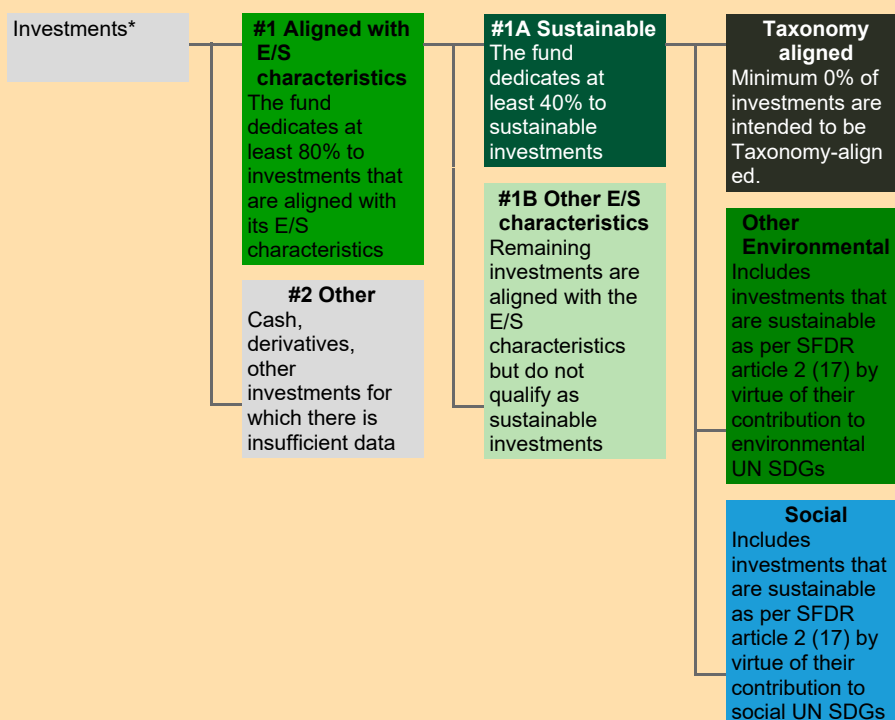 Investments*
#1 Aligned with
E/S
characteristics
The fund
dedicates at
least 80% to
investments that
are aligned with
its E/S
characteristics
#2 Other
Cash,
derivatives,
other
investments for
which there is
insufficient data
#1A Sustainable
The fund
dedicates at
least 40% to
sustainable
investments
#1B Other E/S
characteristics
Remaining
investments are
aligned with the
E/S
characteristics
but do not
qualify as
sustainable
investments
Taxonomy
aligned
Minimum 0% of
investments are
intended to be
Taxonomy-align
ed.
Other
Environmental
Includes
investments that
are sustainable
as per SFDR
article 2 (17) by
virtue of their
contribution to
environmental
UN SDGs
Social
Includes
investments that
are sustainable
as per SFDR
article 2 (17) by
virtue of their
contribution to
social UN SDGs